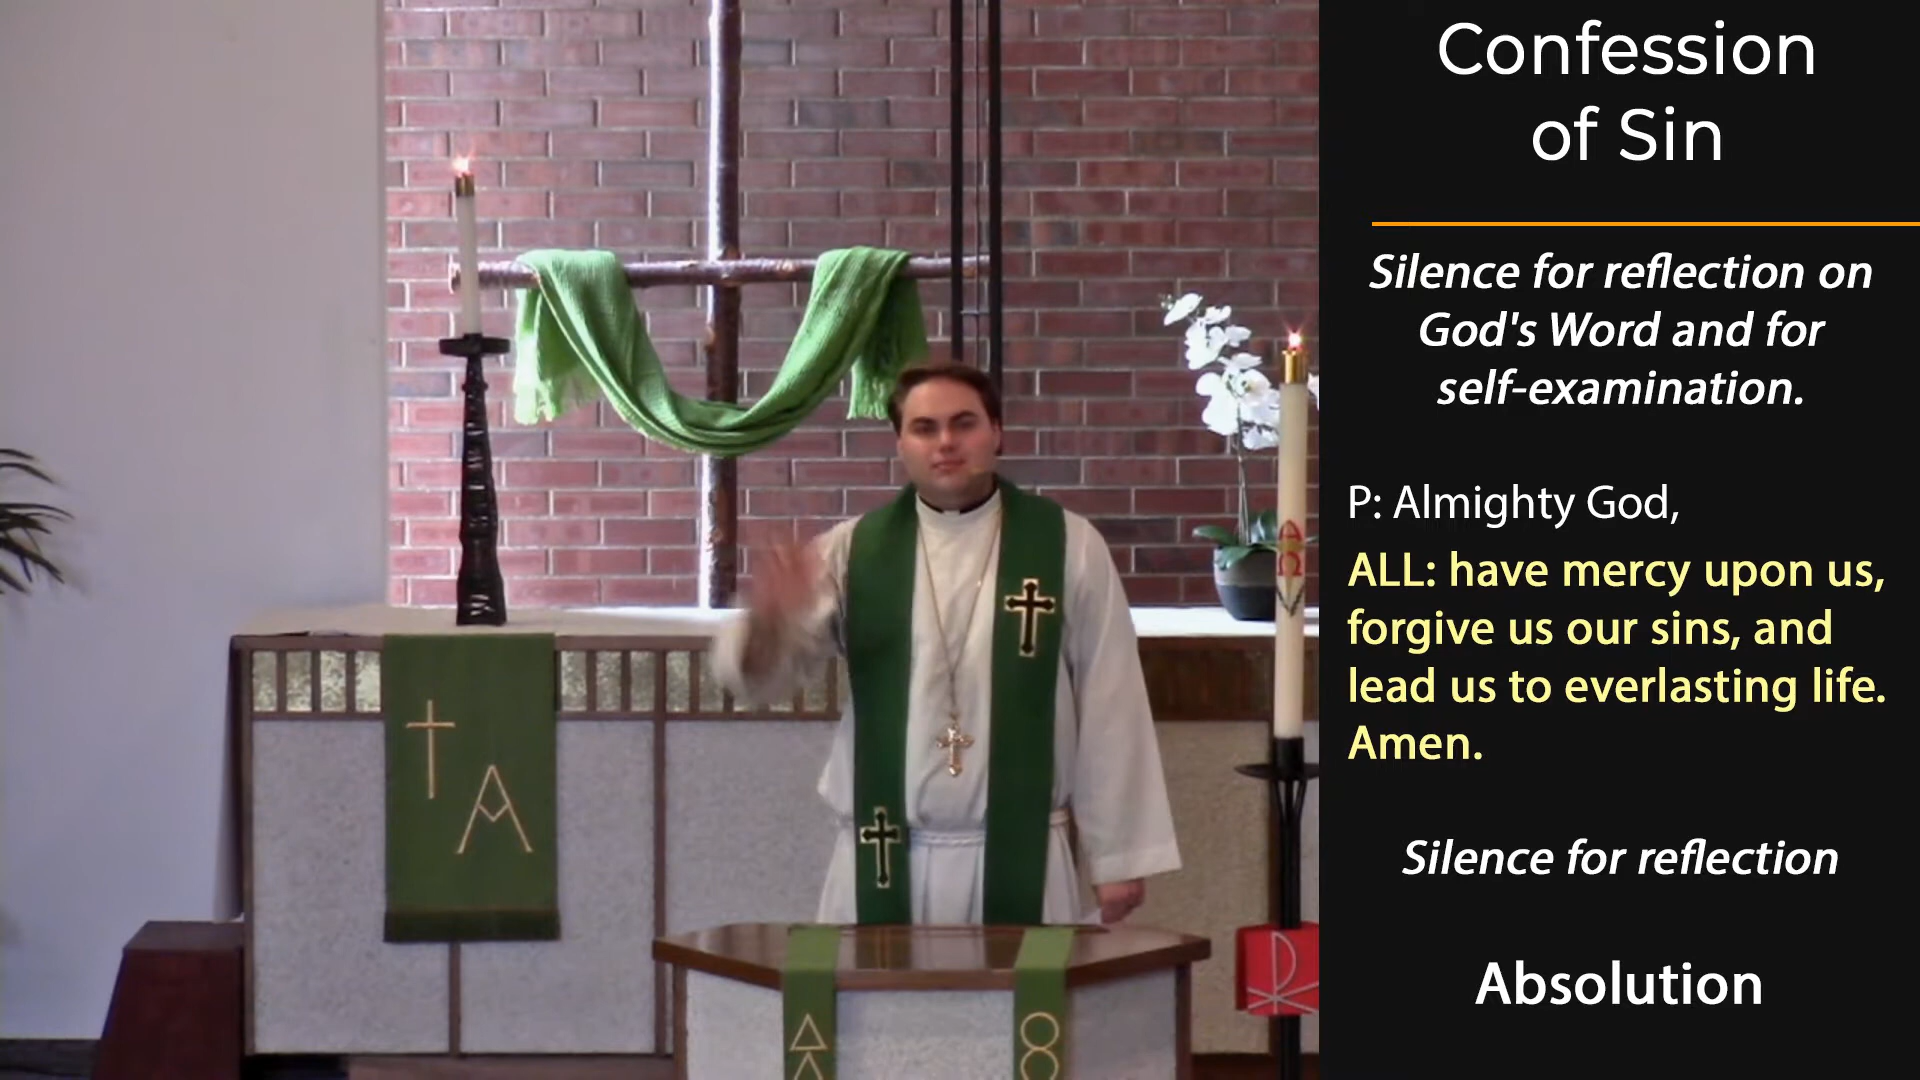 Confession
of Sin
Silence for reflection on
God's Word and for
self-examination.
P: Almighty God,
ALL: have mercy upon us,
forgive us our sins, and
lead us to everlasting life.
Amen.
Silence for reflection
Absolution
Α
Ω